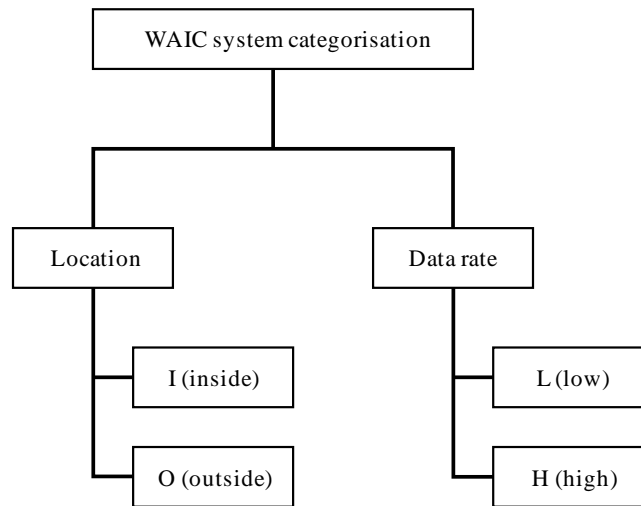 WAIC system categorisation
Location
Data rate
I (inside)
L (low)
O (outside)
H (high)